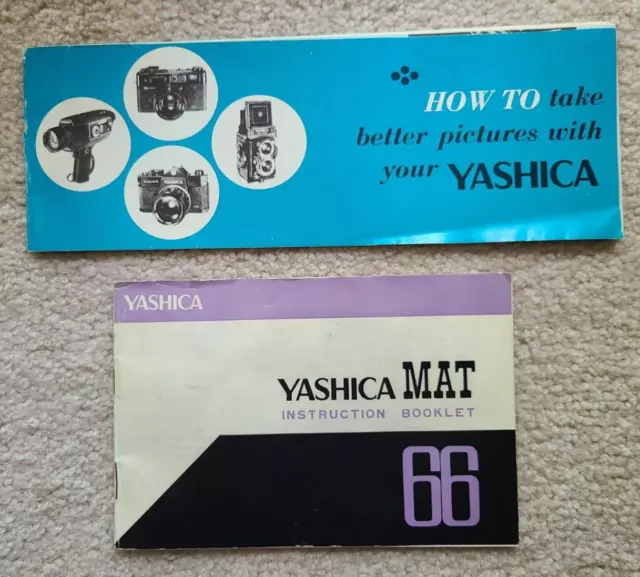 HOW TO take
better pictures with
your YASHICA
YASHICA
YASHICA MAT
INSTRUCTION BOOKLET
66